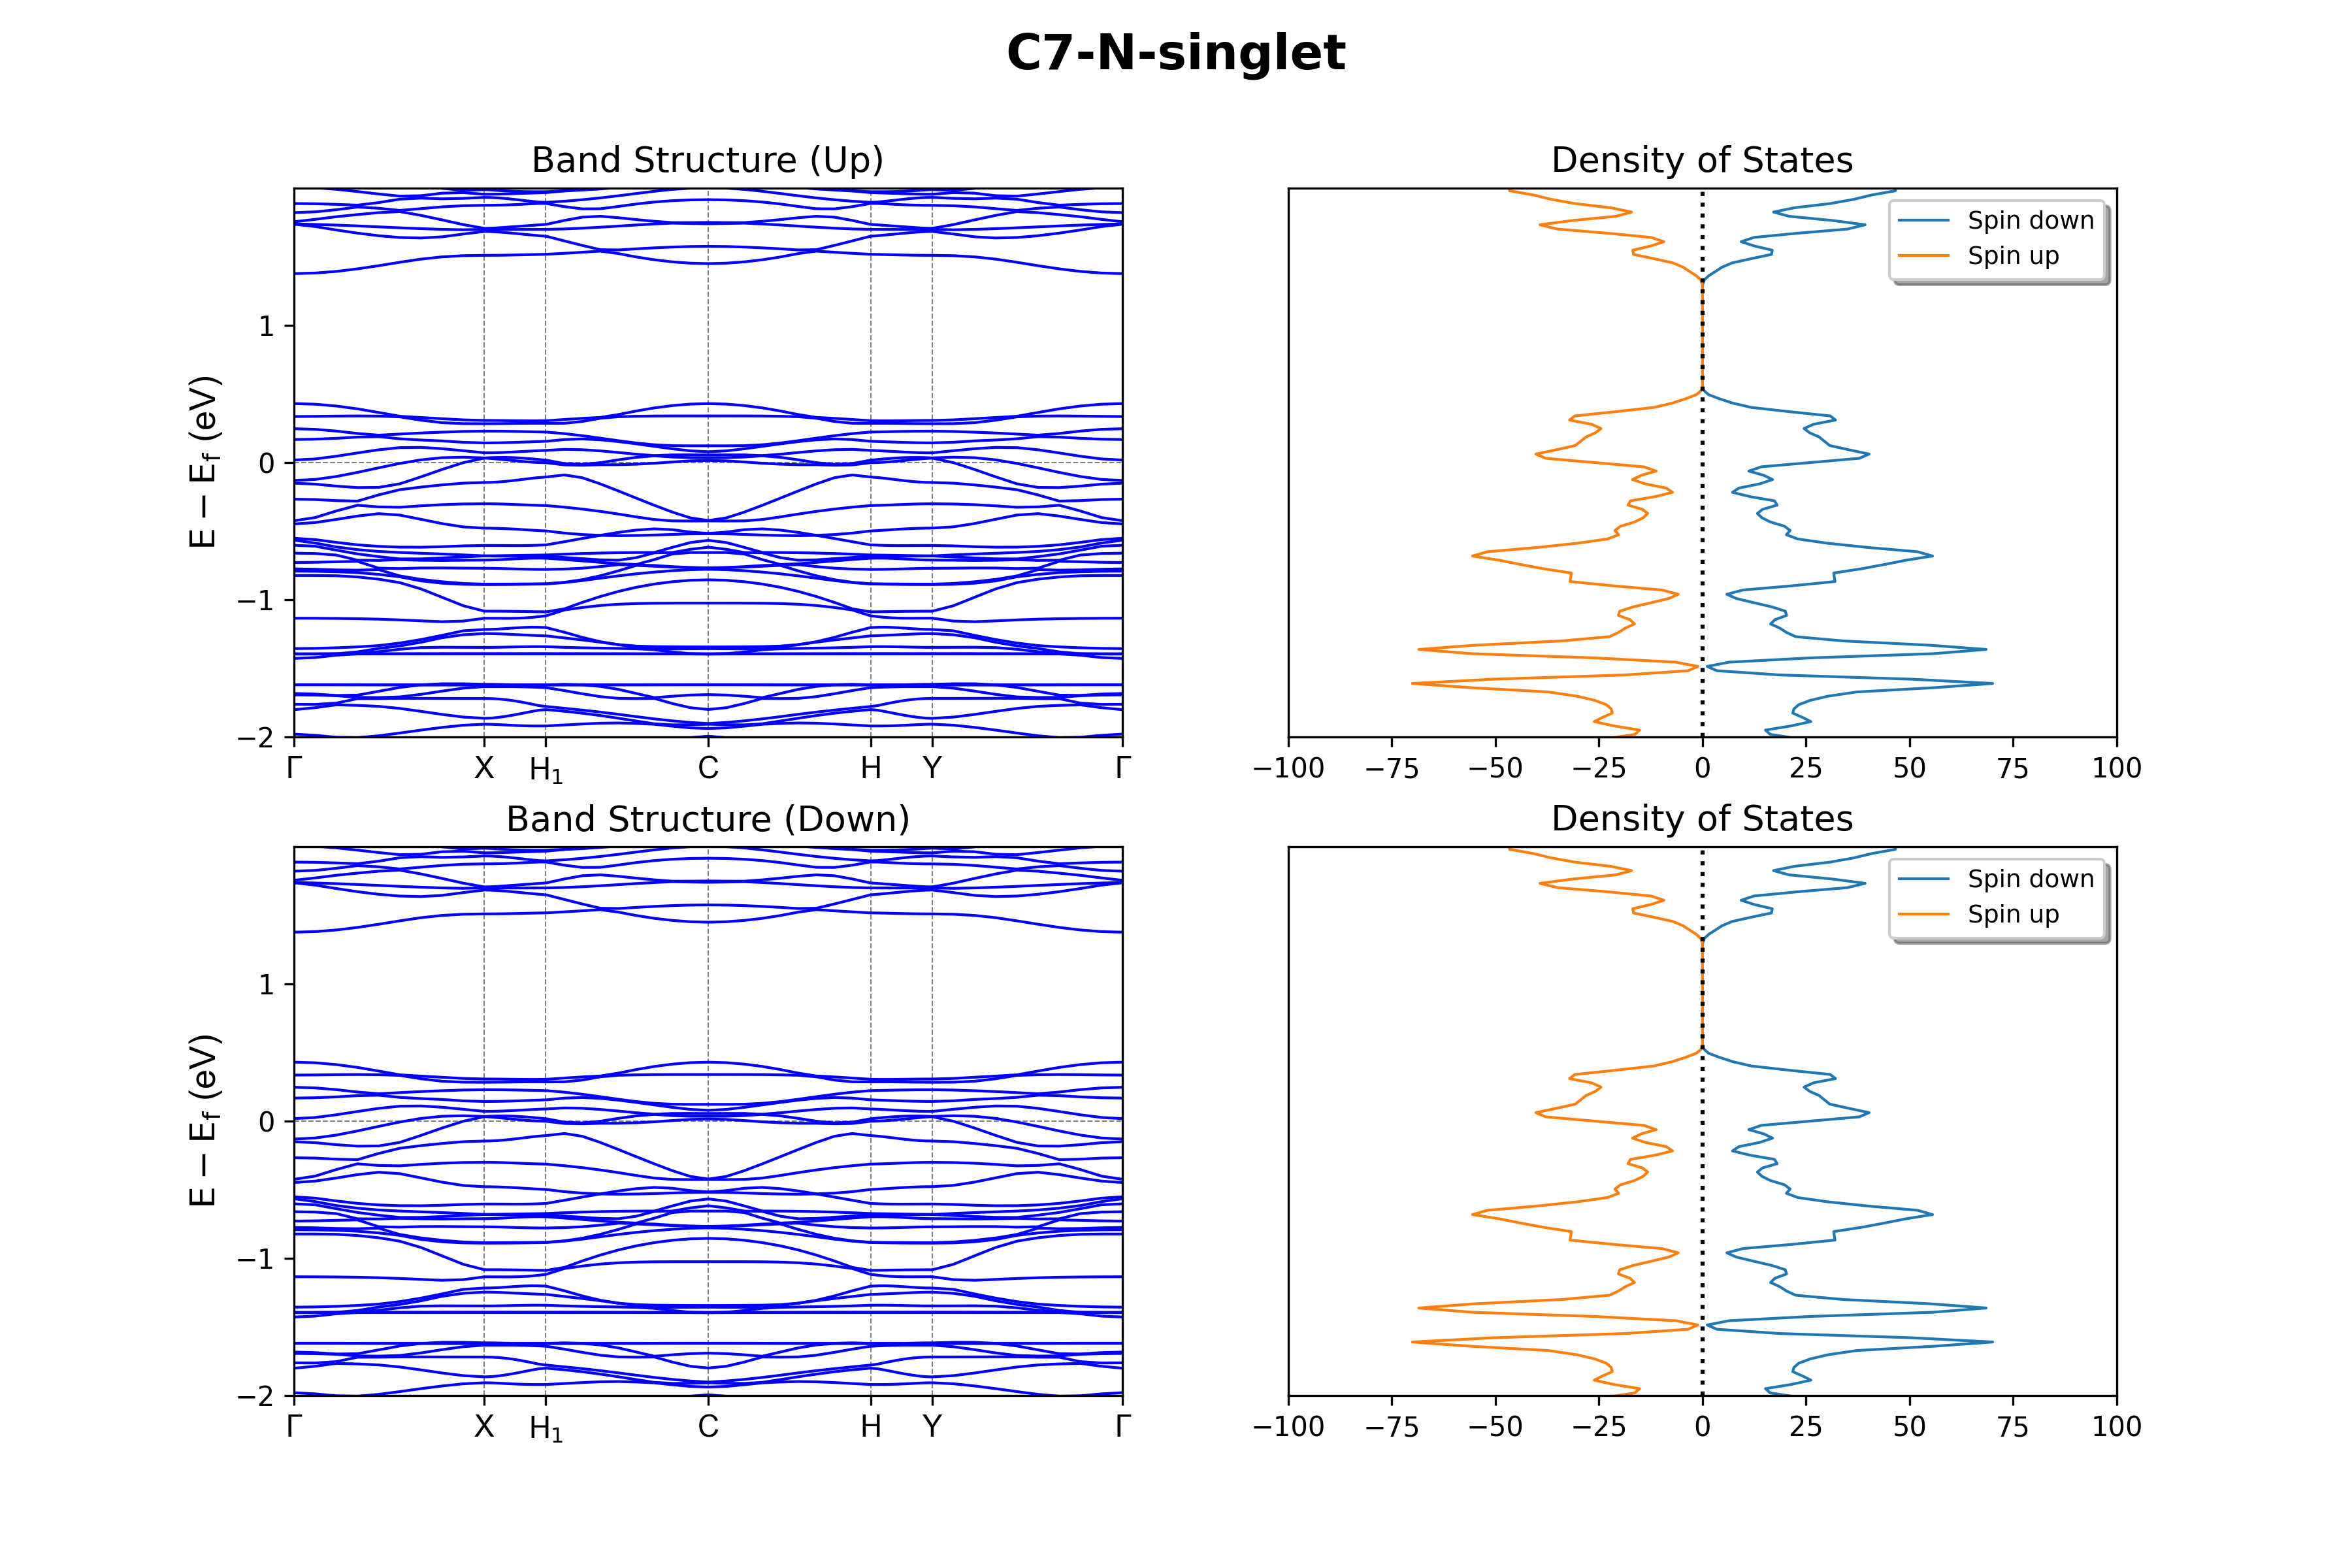 C7-N-singlet
Band Structure (Up)
E − E_f (eV)
1
0
−1
−2
Γ X H₁ C H Y Γ
Density of States
Spin down
Spin up
−100 −75 −50 −25 0 25 50 75 100
Band Structure (Down)
E − E_f (eV)
1
0
−1
−2
Γ X H₁ C H Y Γ
Density of States
Spin down
Spin up
−100 −75 −50 −25 0 25 50 75 100